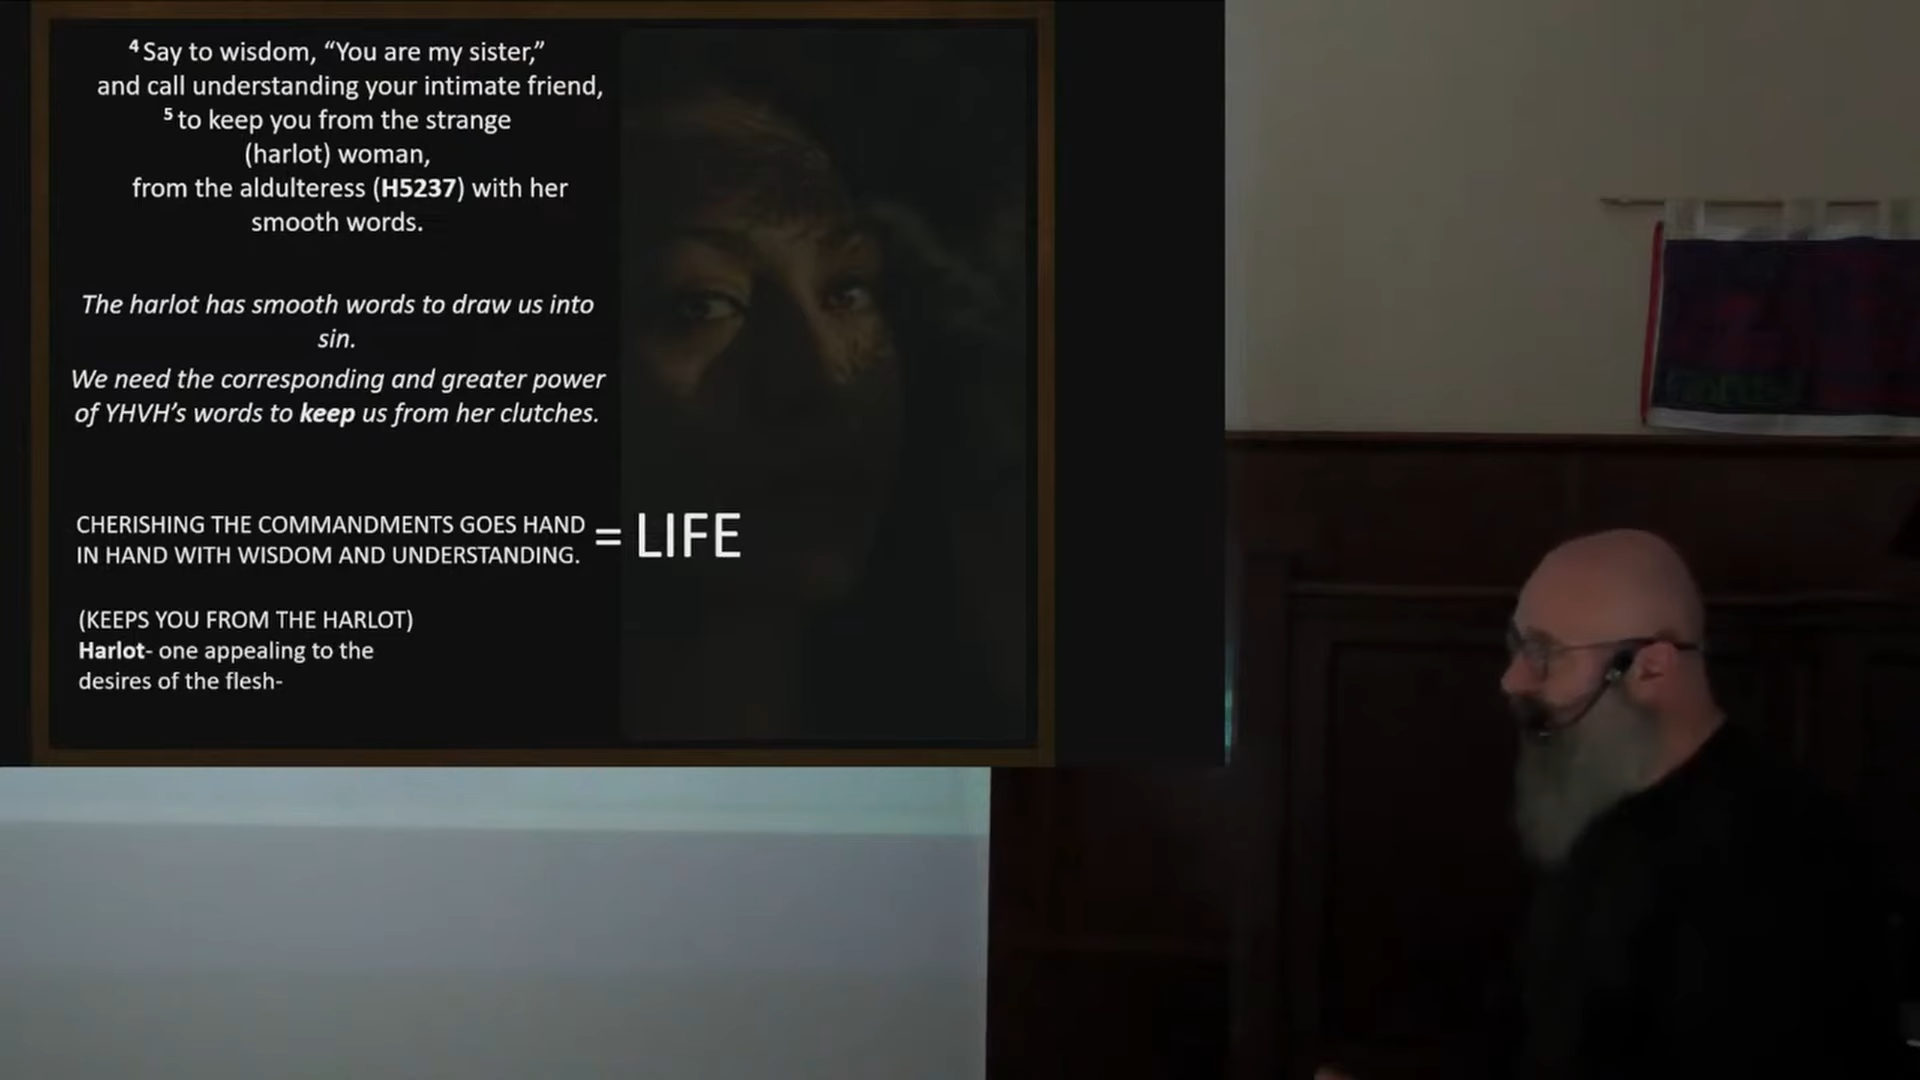 4 Say to wisdom, “You are my sister,”
and call understanding your intimate friend,
5 to keep you from the strange
(harlot) woman,
from the aldulteress (H5237) with her
smooth words.
The harlot has smooth words to draw us into
sin.
We need the corresponding and greater power
of YHVH’s words to keep us from her clutches.
CHERISHING THE COMMANDMENTS GOES HAND
IN HAND WITH WISDOM AND UNDERSTANDING.
= LIFE
(KEEPS YOU FROM THE HARLOT)
Harlot- one appealing to the
desires of the flesh-